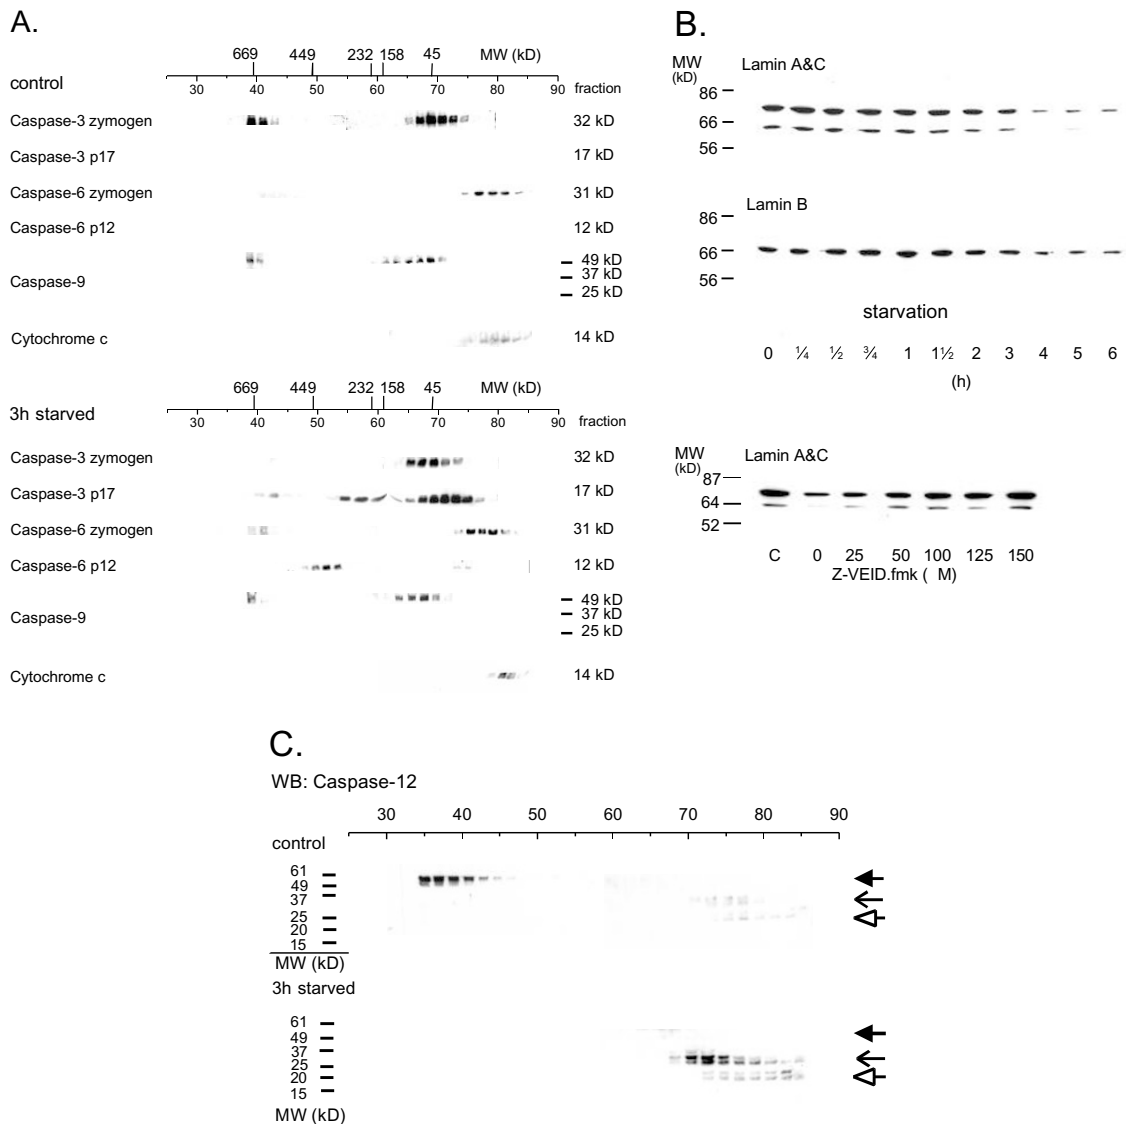 A.
669 449 232 158 45 MW (kD)
control
30 40 50 60 70 80 90 fraction
Caspase-3 zymogen 32 kD
Caspase-3 p17 17 kD
Caspase-6 zymogen 31 kD
Caspase-6 p12 12 kD
49 kD
37 kD
Caspase-9
25 kD
Cytochrome c 14 kD
669 449 232 158 45 MW (kD)
3h starved
30 40 50 60 70 80 90 fraction
Caspase-3 zymogen 32 kD
Caspase-3 p17 17 kD
Caspase-6 zymogen 31 kD
Caspase-6 p12 12 kD
49 kD
37 kD
Caspase-9
25 kD
Cytochrome c 14 kD
B.
MW
(kD)
Lamin A&C
86
66
56
Lamin B
86
66
56
starvation
0 ¼ ½ ¾ 1 1½ 2 3 4 5 6
(h)
MW
(kD)
Lamin A&C
87
64
52
C 0 25 50 100 125 150
Z-VEID.fmk ( M)
C.
WB: Caspase-12
30 40 50 60 70 80 90
control
61
49
37
25
20
15
MW (kD)
3h starved
61
49
37
25
20
15
MW (kD)